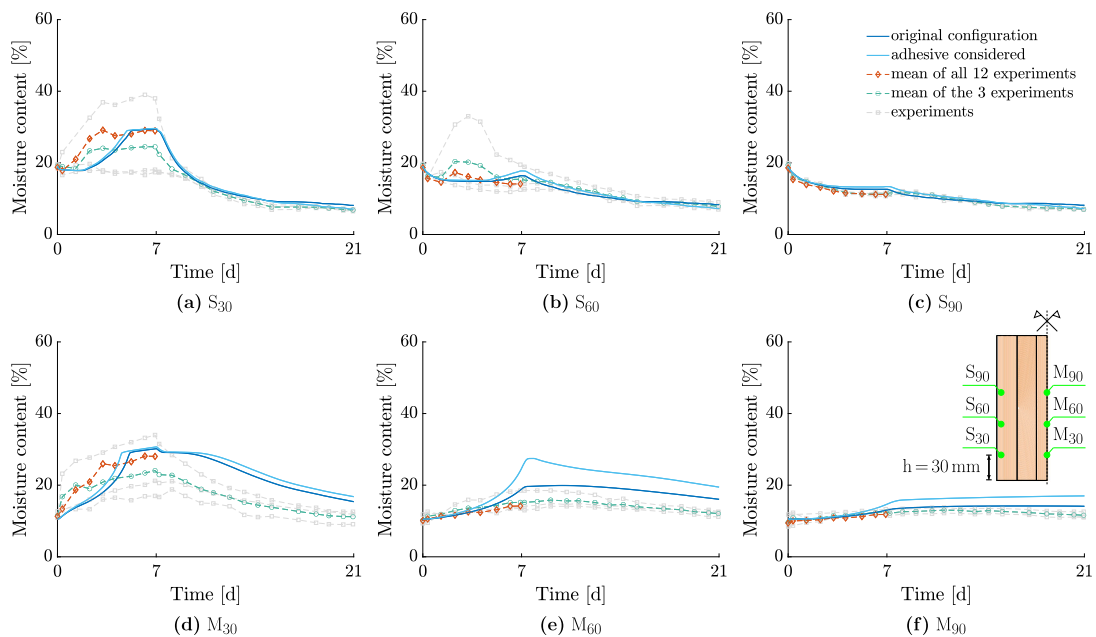 60
40
20
0
Moisture content [%]
0
7
21
Time [d]
(a) S30
60
40
20
0
Moisture content [%]
0
7
21
Time [d]
(b) S60
60
40
20
0
Moisture content [%]
0
7
21
Time [d]
(c) S90
original configuration
adhesive considered
mean of all 12 experiments
mean of the 3 experiments
experiments
60
40
20
0
Moisture content [%]
0
7
21
Time [d]
(d) M30
60
40
20
0
Moisture content [%]
0
7
21
Time [d]
(e) M60
60
40
20
0
Moisture content [%]
0
7
21
Time [d]
(f) M90
S90 M90
S60 M60
S30 M30
h = 30 mm